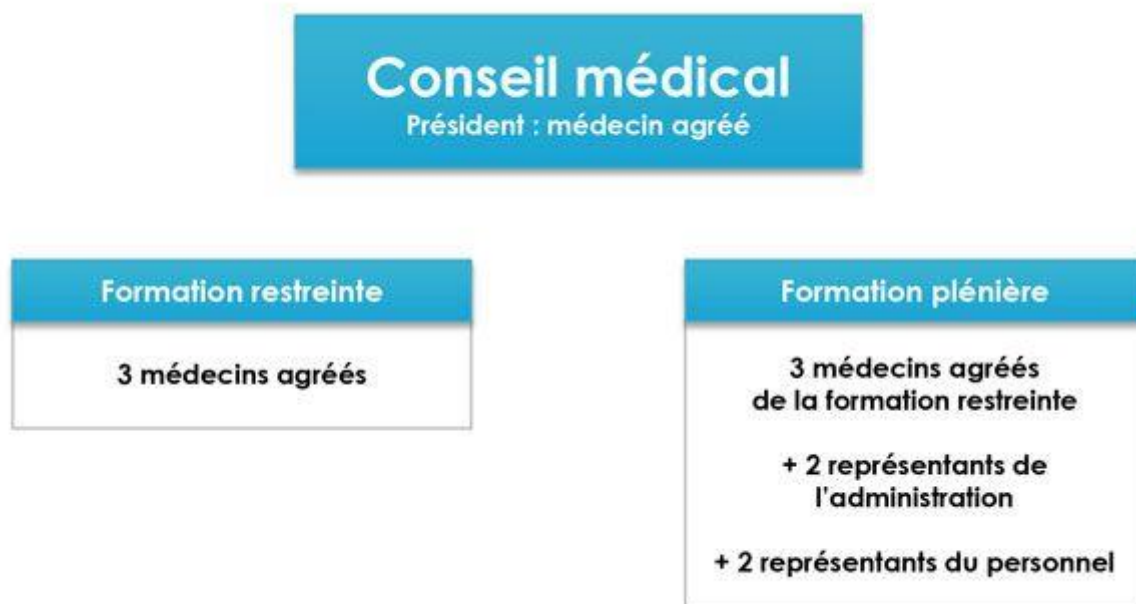 Conseil médical
Président : médecin agréé
Formation restreinte
3 médecins agréés
Formation plénière
3 médecins agréés
de la formation restreinte
+ 2 représentants de
l'administration
+ 2 représentants du personnel